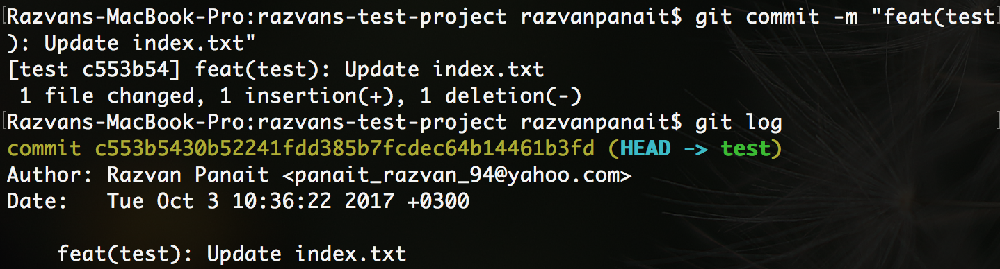 Razvans-MacBook-Pro:razvans-test-project razvanpanait$ git commit -m "feat(test
): Update index.txt"
[test c553b54] feat(test): Update index.txt
 1 file changed, 1 insertion(+), 1 deletion(-)
Razvans-MacBook-Pro:razvans-test-project razvanpanait$ git log
commit c553b5430b52241fdd385b7fcdec64b14461b3fd (HEAD -> test)
Author: Razvan Panait <panait_razvan_94@yahoo.com>
Date:   Tue Oct 3 10:36:22 2017 +0300
    feat(test): Update index.txt